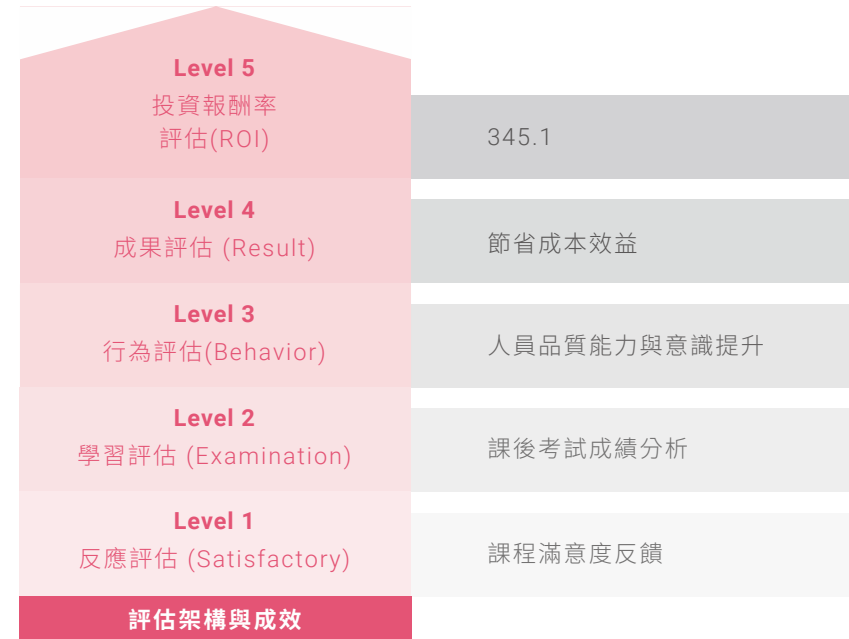 Level 5
投資報酬率
評估(ROI)
345.1
Level 4
成果評估 (Result)
節省成本效益
Level 3
行為評估(Behavior)
人員品質能力與意識提升
Level 2
學習評估 (Examination)
課後考試成績分析
Level 1
反應評估 (Satisfactory)
課程滿意度反饋
評估架構與成效